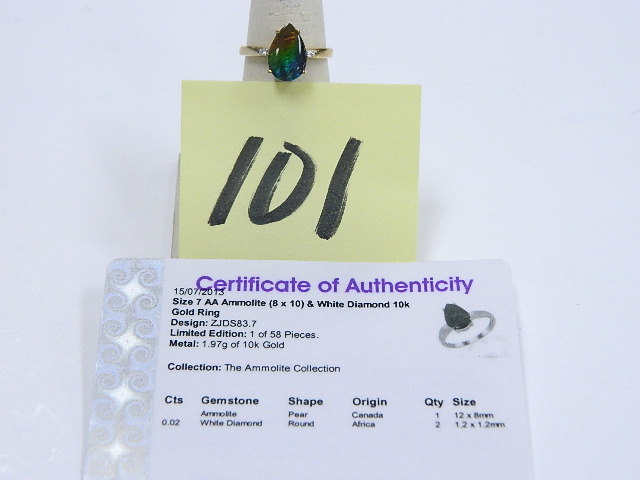 101
Certificate of Authenticity
15/07/2013
Size 7 AA Ammolite (8 x 10) & White Diamond 10k
Gold Ring
Design: ZJDS83.7
Limited Edition: 1 of 58 Pieces.
Metal: 1.97g of 10k Gold
Collection: The Ammolite Collection
Cts Gemstone Shape Origin Qty Size
Ammolite Pear Canada 1 12 x 8mm
0.02 White Diamond Round Africa 2 1.2 x 1.2mm